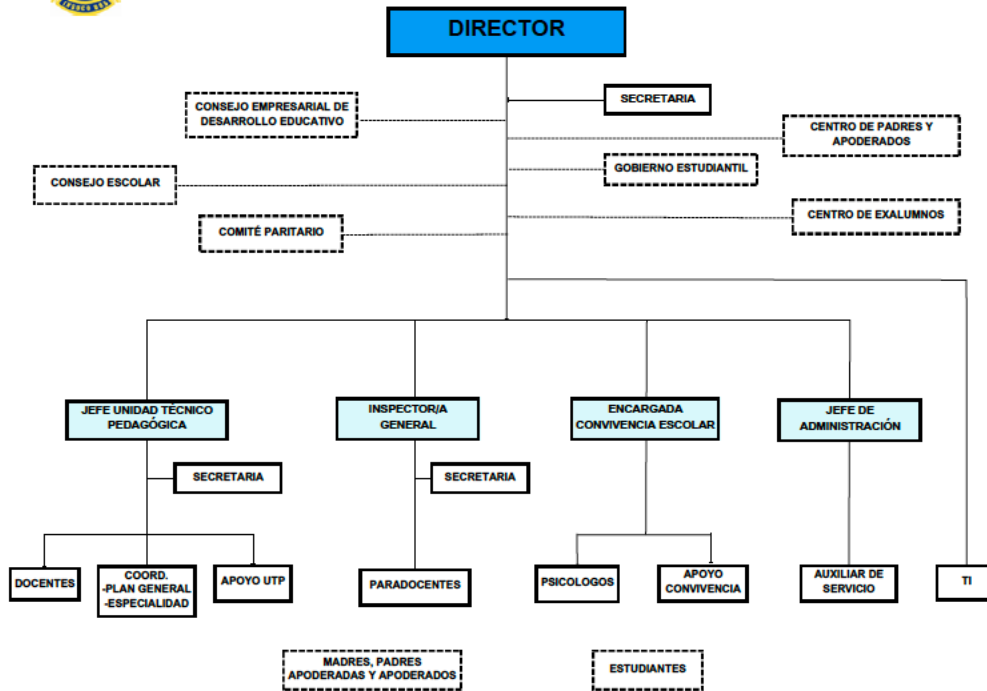 DIRECTOR
SECRETARIA
CONSEJO EMPRESARIAL DE
DESARROLLO EDUCATIVO
CENTRO DE PADRES Y
APODERADOS
GOBIERNO ESTUDIANTIL
CONSEJO ESCOLAR
CENTRO DE EXALUMNOS
COMITÉ PARITARIO
JEFE UNIDAD TÉCNICO
PEDAGÓGICA
INSPECTOR/A
GENERAL
ENCARGADA
CONVIVENCIA ESCOLAR
JEFE DE
ADMINISTRACIÓN
SECRETARIA
SECRETARIA
DOCENTES
COORD.
-PLAN GENERAL
-ESPECIALIDAD
APOYO UTP
PARADOCENTES
PSICOLOGOS
APOYO
CONVIVENCIA
AUXILIAR DE
SERVICIO
TI
MADRES, PADRES
APODERADAS Y APODERADOS
ESTUDIANTES